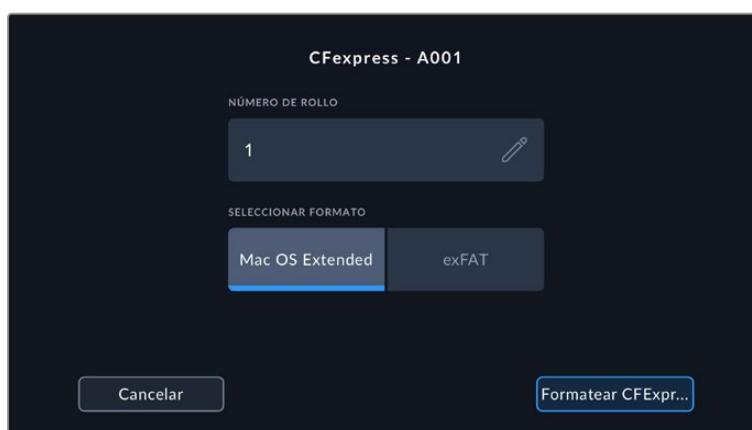 CFexpress - A001
NÚMERO DE ROLLO
1
SELECCIONAR FORMATO
Mac OS Extended
exFAT
Cancelar
Formatear CFExpr...